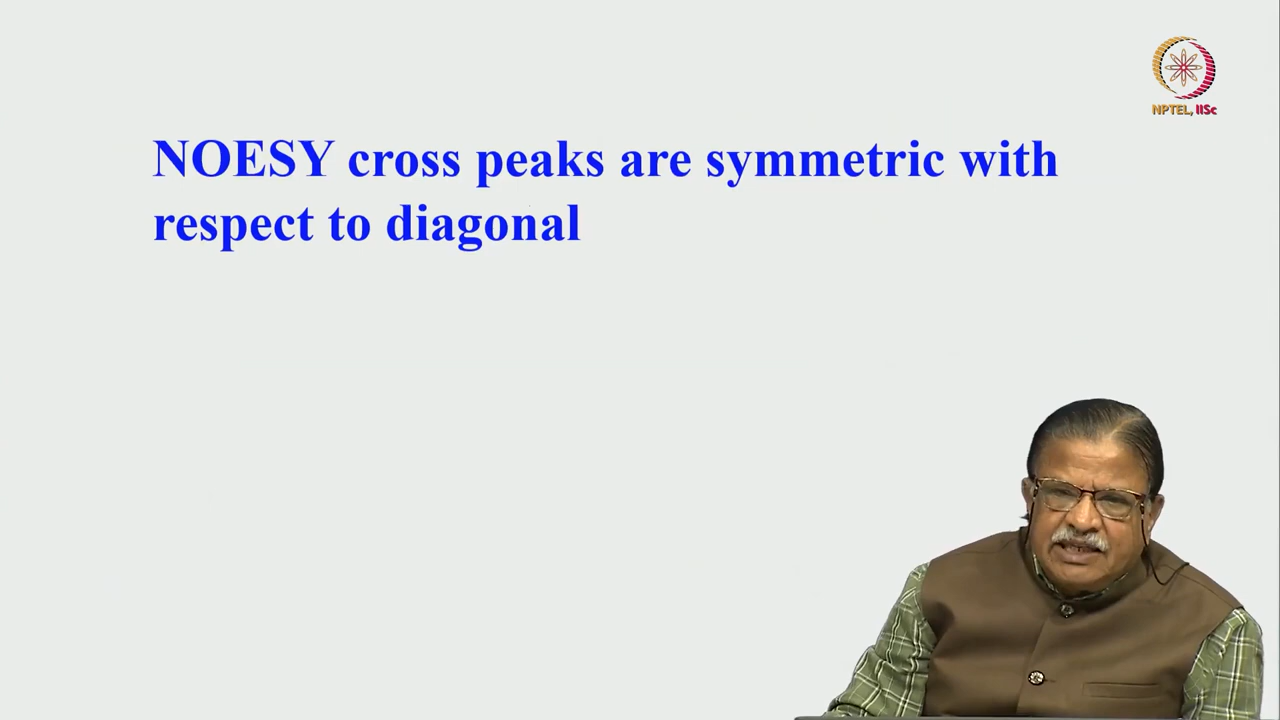 NPTEL, IISc
NOESY cross peaks are symmetric with
respect to diagonal